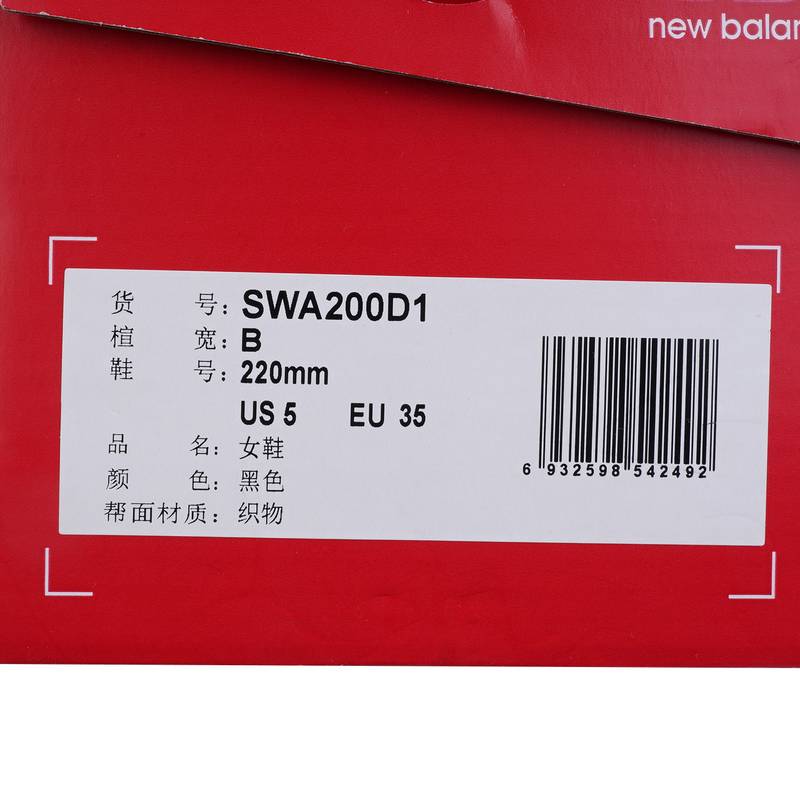 new balan
货 号: SWA200D1
楦 宽: B
鞋 号: 220mm
US 5 EU 35
品 名: 女鞋
颜 色: 黑色
帮面材质: 织物
6 932598 542492